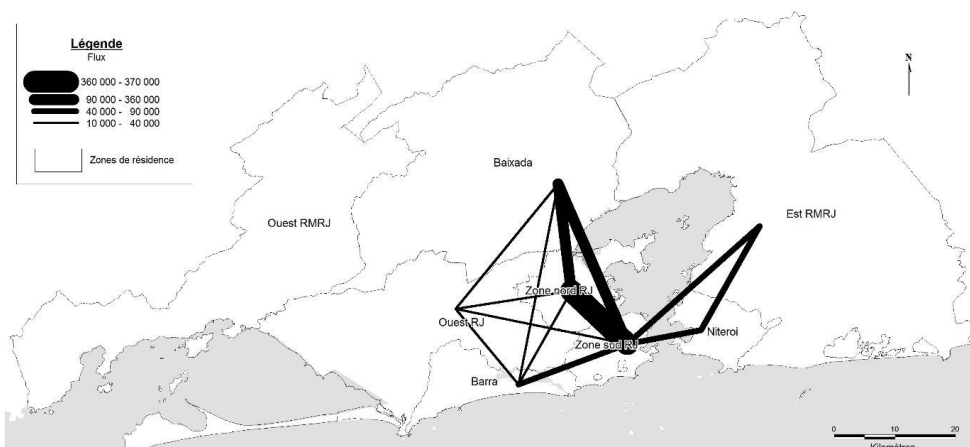 Légende
Flux
360 000 - 370 000
90 000 - 360 000
40 000 - 90 000
10 000 - 40 000
Zones de résidence
N
Baixada
Ouest RMRJ
Est RMRJ
Zone nord RJ
Ouest RJ
Niteroi
Zone sud RJ
Barra
0 10 20
Kilomètres